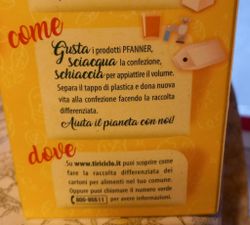 come
Gusta i prodotti PFANNER,
sciacqua la confezione,
schiaccia per appiattire il volume.
Separa il tappo di plastica e dona nuova
vita alla confezione facendo la raccolta
differenziata.
Aiuta il pianeta con noi!
dove
Su www.tiriciclo.it puoi scoprire come
fare la raccolta differenziata dei
cartoni per alimenti nel tuo comune.
Oppure puoi chiamare il numero verde
per avere informazioni.